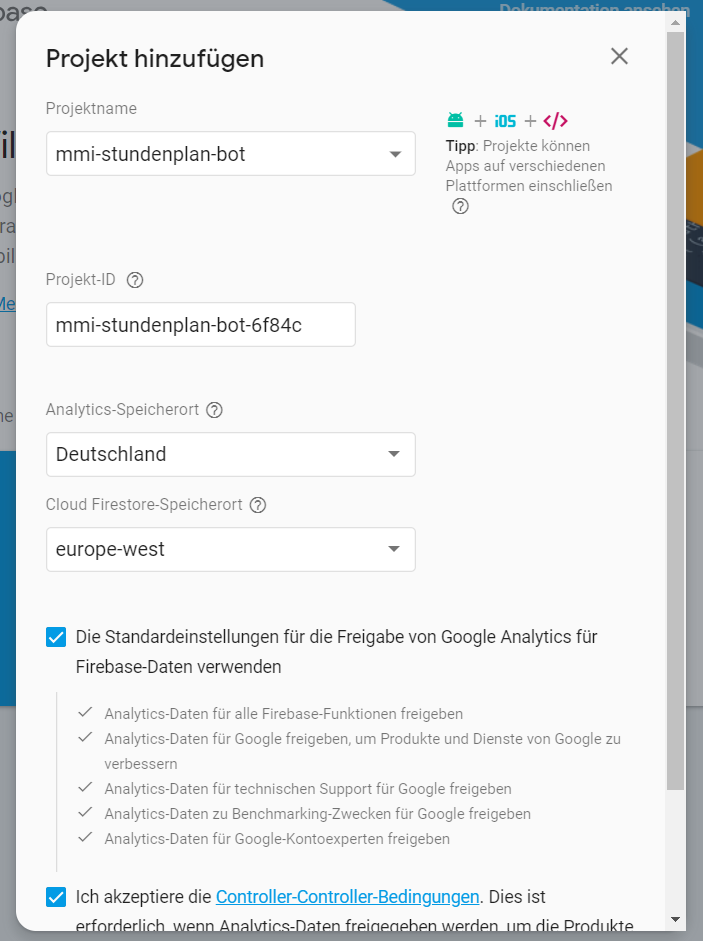 Dokumentation ansehen
Projekt hinzufügen
Projektname
mmi-stundenplan-bot
+ iOS + </>
Tipp: Projekte können
Apps auf verschiedenen
Plattformen einschließen
Projekt-ID
mmi-stundenplan-bot-6f84c
Analytics-Speicherort
Deutschland
Cloud Firestore-Speicherort
europe-west
Die Standardeinstellungen für die Freigabe von Google Analytics für
Firebase-Daten verwenden
Analytics-Daten für alle Firebase-Funktionen freigeben
Analytics-Daten für Google freigeben, um Produkte und Dienste von Google zu
verbessern
Analytics-Daten für technischen Support für Google freigeben
Analytics-Daten zu Benchmarking-Zwecken für Google freigeben
Analytics-Daten für Google-Kontoexperten freigeben
Ich akzeptiere die Controller-Controller-Bedingungen. Dies ist
erforderlich, wenn Analytics-Daten freigegeben werden, um die Produkte